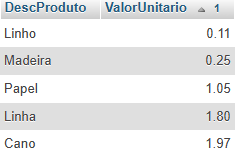 DescProduto ValorUnitario 1
Linho 0.11
Madeira 0.25
Papel 1.05
Linha 1.80
Cano 1.97